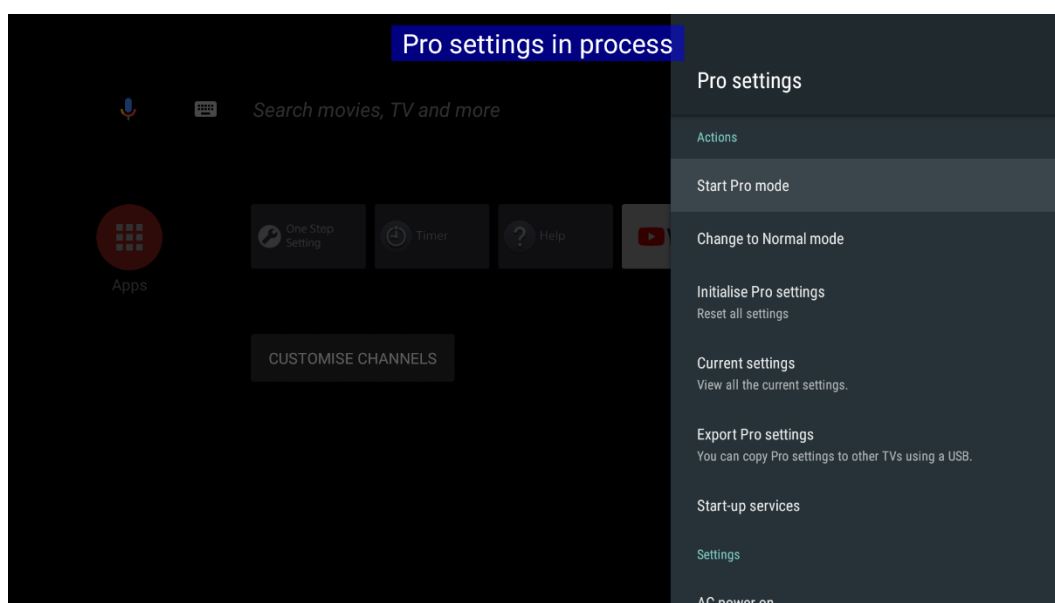 Pro settings in process
Search movies, TV and more
One Step
Setting
Timer
Help
Apps
CUSTOMISE CHANNELS
Pro settings
Actions
Start Pro mode
Change to Normal mode
Initialise Pro settings
Reset all settings
Current settings
View all the current settings.
Export Pro settings
You can copy Pro settings to other TVs using a USB.
Start-up services
Settings
AC power on